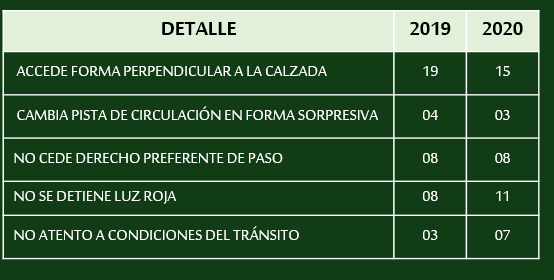 DETALLE 2019 2020
ACCEDE FORMA PERPENDICULAR A LA CALZADA 19 15
CAMBIA PISTA DE CIRCULACIÓN EN FORMA SORPRESIVA 04 03
NO CEDE DERECHO PREFERENTE DE PASO 08 08
NO SE DETIENE LUZ ROJA 08 11
NO ATENTO A CONDICIONES DEL TRÁNSITO 03 07